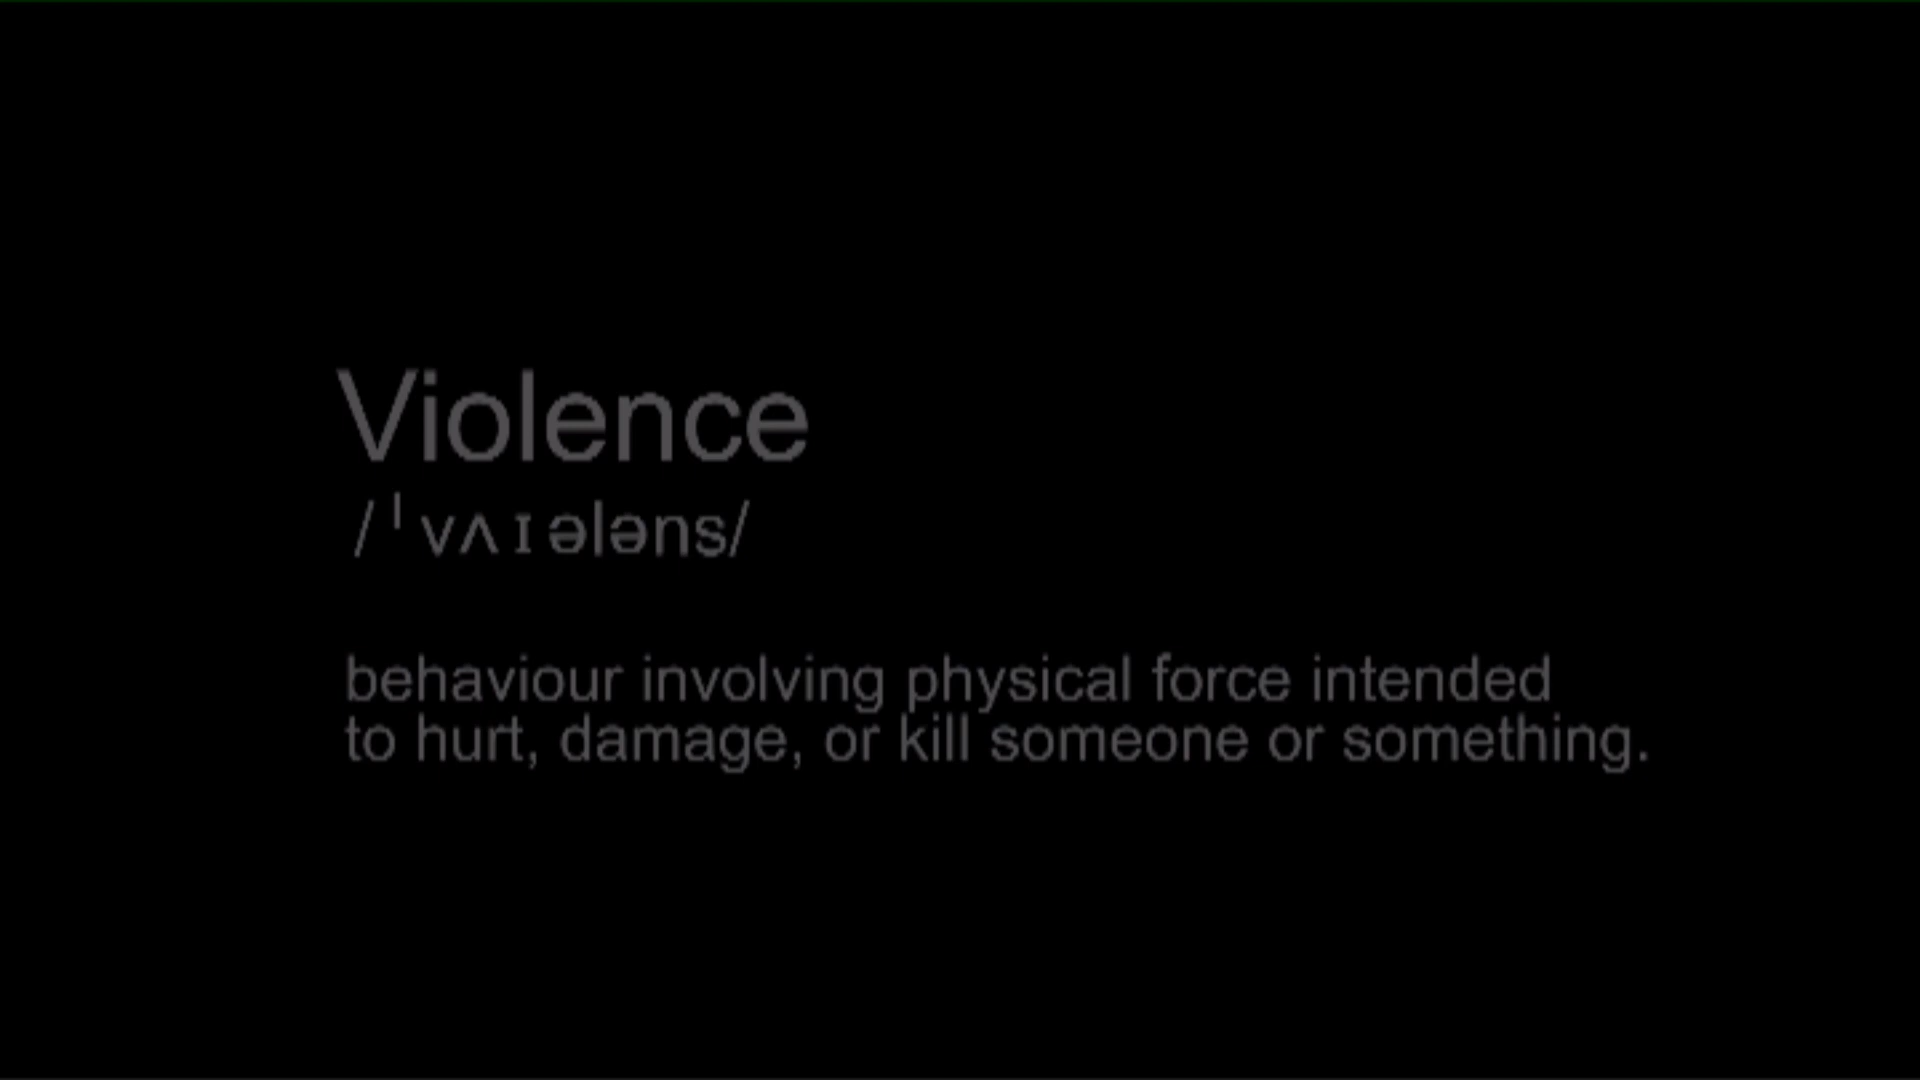 Violence
/ˈvʌɪələns/
behaviour involving physical force intended
to hurt, damage, or kill someone or something.